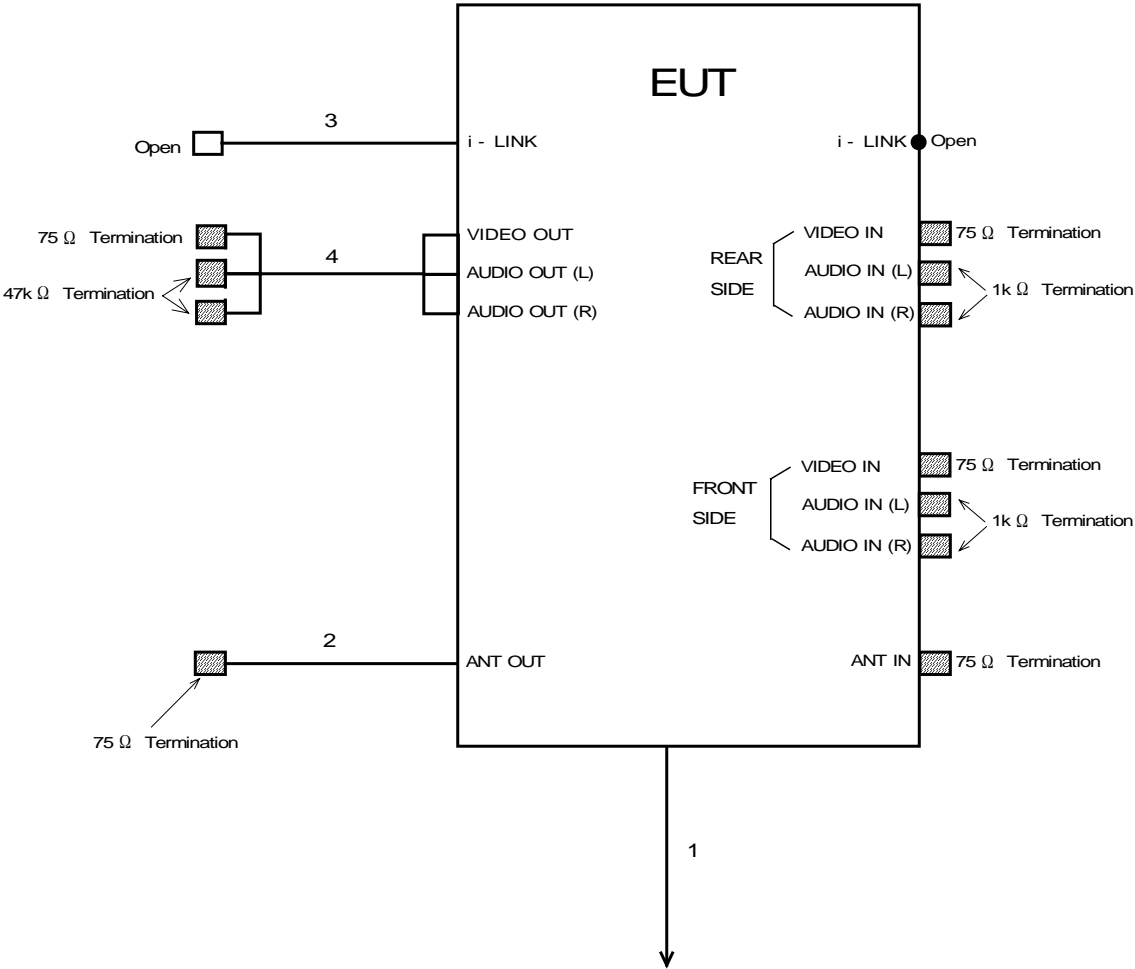 EUT
3
Open
i - LINK
i - LINK
Open
75 Ω Termination
VIDEO OUT
4
AUDIO OUT (L)
47k Ω Termination
AUDIO OUT (R)
REAR
SIDE
VIDEO IN
75 Ω Termination
AUDIO IN (L)
1k Ω Termination
AUDIO IN (R)
FRONT
SIDE
VIDEO IN
75 Ω Termination
AUDIO IN (L)
1k Ω Termination
AUDIO IN (R)
2
ANT OUT
ANT IN
75 Ω Termination
75 Ω Termination
1